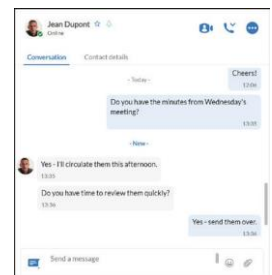 Jean Dupont
Online
Conversation
Contact details
- Today -
Cheers!
12:06
Do you have the minutes from Wednesday's
meeting?
13:35
- New -
Yes - I'll circulate them this afternoon.
13:35
Do you have time to review them quickly?
13:36
Yes - send them over.
13:36
Send a message